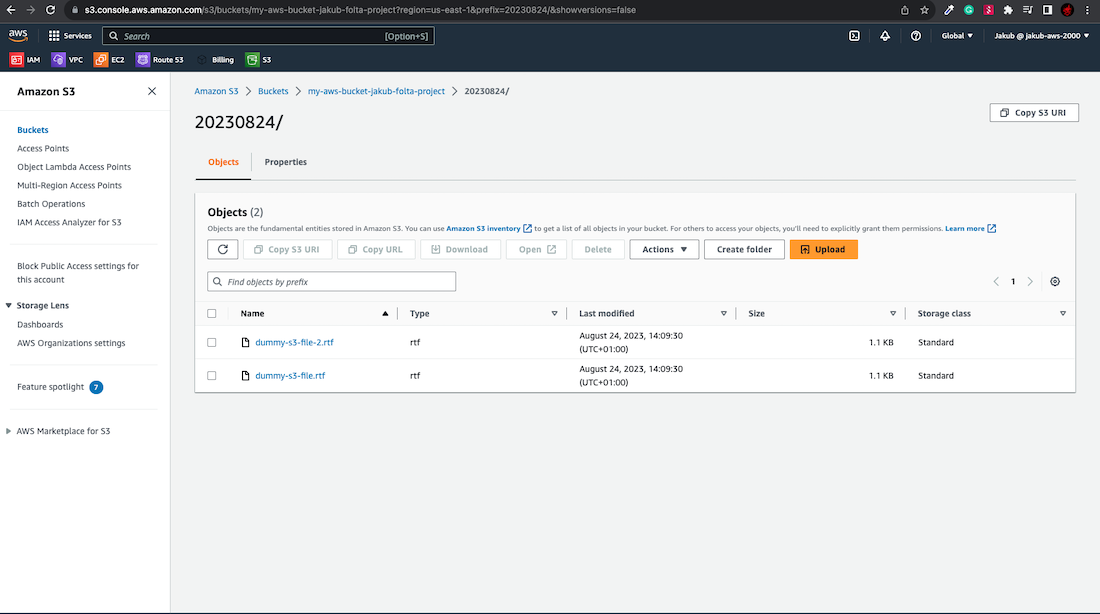 s3.console.aws.amazon.com/s3/buckets/my-aws-bucket-jakub-folta-project?region=us-east-1&prefix=20230824/&showversions=false
aws Services Search [Option+S] Global Jakub @ jakub-aws-2000
IAM VPC EC2 Route 53 Billing S3
Amazon S3
Buckets
Access Points
Object Lambda Access Points
Multi-Region Access Points
Batch Operations
IAM Access Analyzer for S3
Block Public Access settings for
this account
Storage Lens
Dashboards
AWS Organizations settings
Feature spotlight 7
AWS Marketplace for S3
Amazon S3 > Buckets > my-aws-bucket-jakub-folta-project > 20230824/
20230824/
Copy S3 URI
Objects Properties
Objects (2)
Objects are the fundamental entities stored in Amazon S3. You can use Amazon S3 inventory to get a list of all objects in your bucket. For others to access your objects, you'll need to explicitly grant them permissions. Learn more
Copy S3 URI Copy URL Download Open Delete Actions Create folder Upload
Find objects by prefix
1
Name Type Last modified Size Storage class
dummy-s3-file-2.rtf rtf August 24, 2023, 14:09:30 (UTC+01:00) 1.1 KB Standard
dummy-s3-file.rtf rtf August 24, 2023, 14:09:30 (UTC+01:00) 1.1 KB Standard